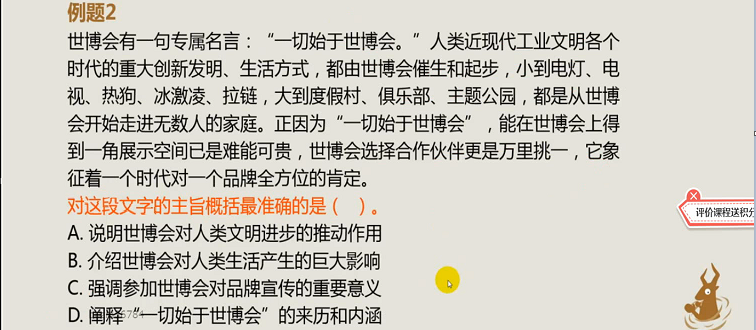 例题2
世博会有一句专属名言：“一切始于世博会。”人类近现代工业文明各个
时代的重大创新发明、生活方式，都由世博会催生和起步，小到电灯、电
视、热狗、冰激凌、拉链，大到度假村、俱乐部、主题公园，都是从世博
会开始走进无数人的家庭。正因为“一切始于世博会”，能在世博会上得
到一角展示空间已是难能可贵，世博会选择合作伙伴更是万里挑一，它象
征着一个时代对一个品牌全方位的肯定。
对这段文字的主旨概括最准确的是（ ）。
A. 说明世博会对人类文明进步的推动作用
B. 介绍世博会对人类生活产生的巨大影响
C. 强调参加世博会对品牌宣传的重要意义
D. 阐释“一切始于世博会”的来历和内涵
评价课程送积分